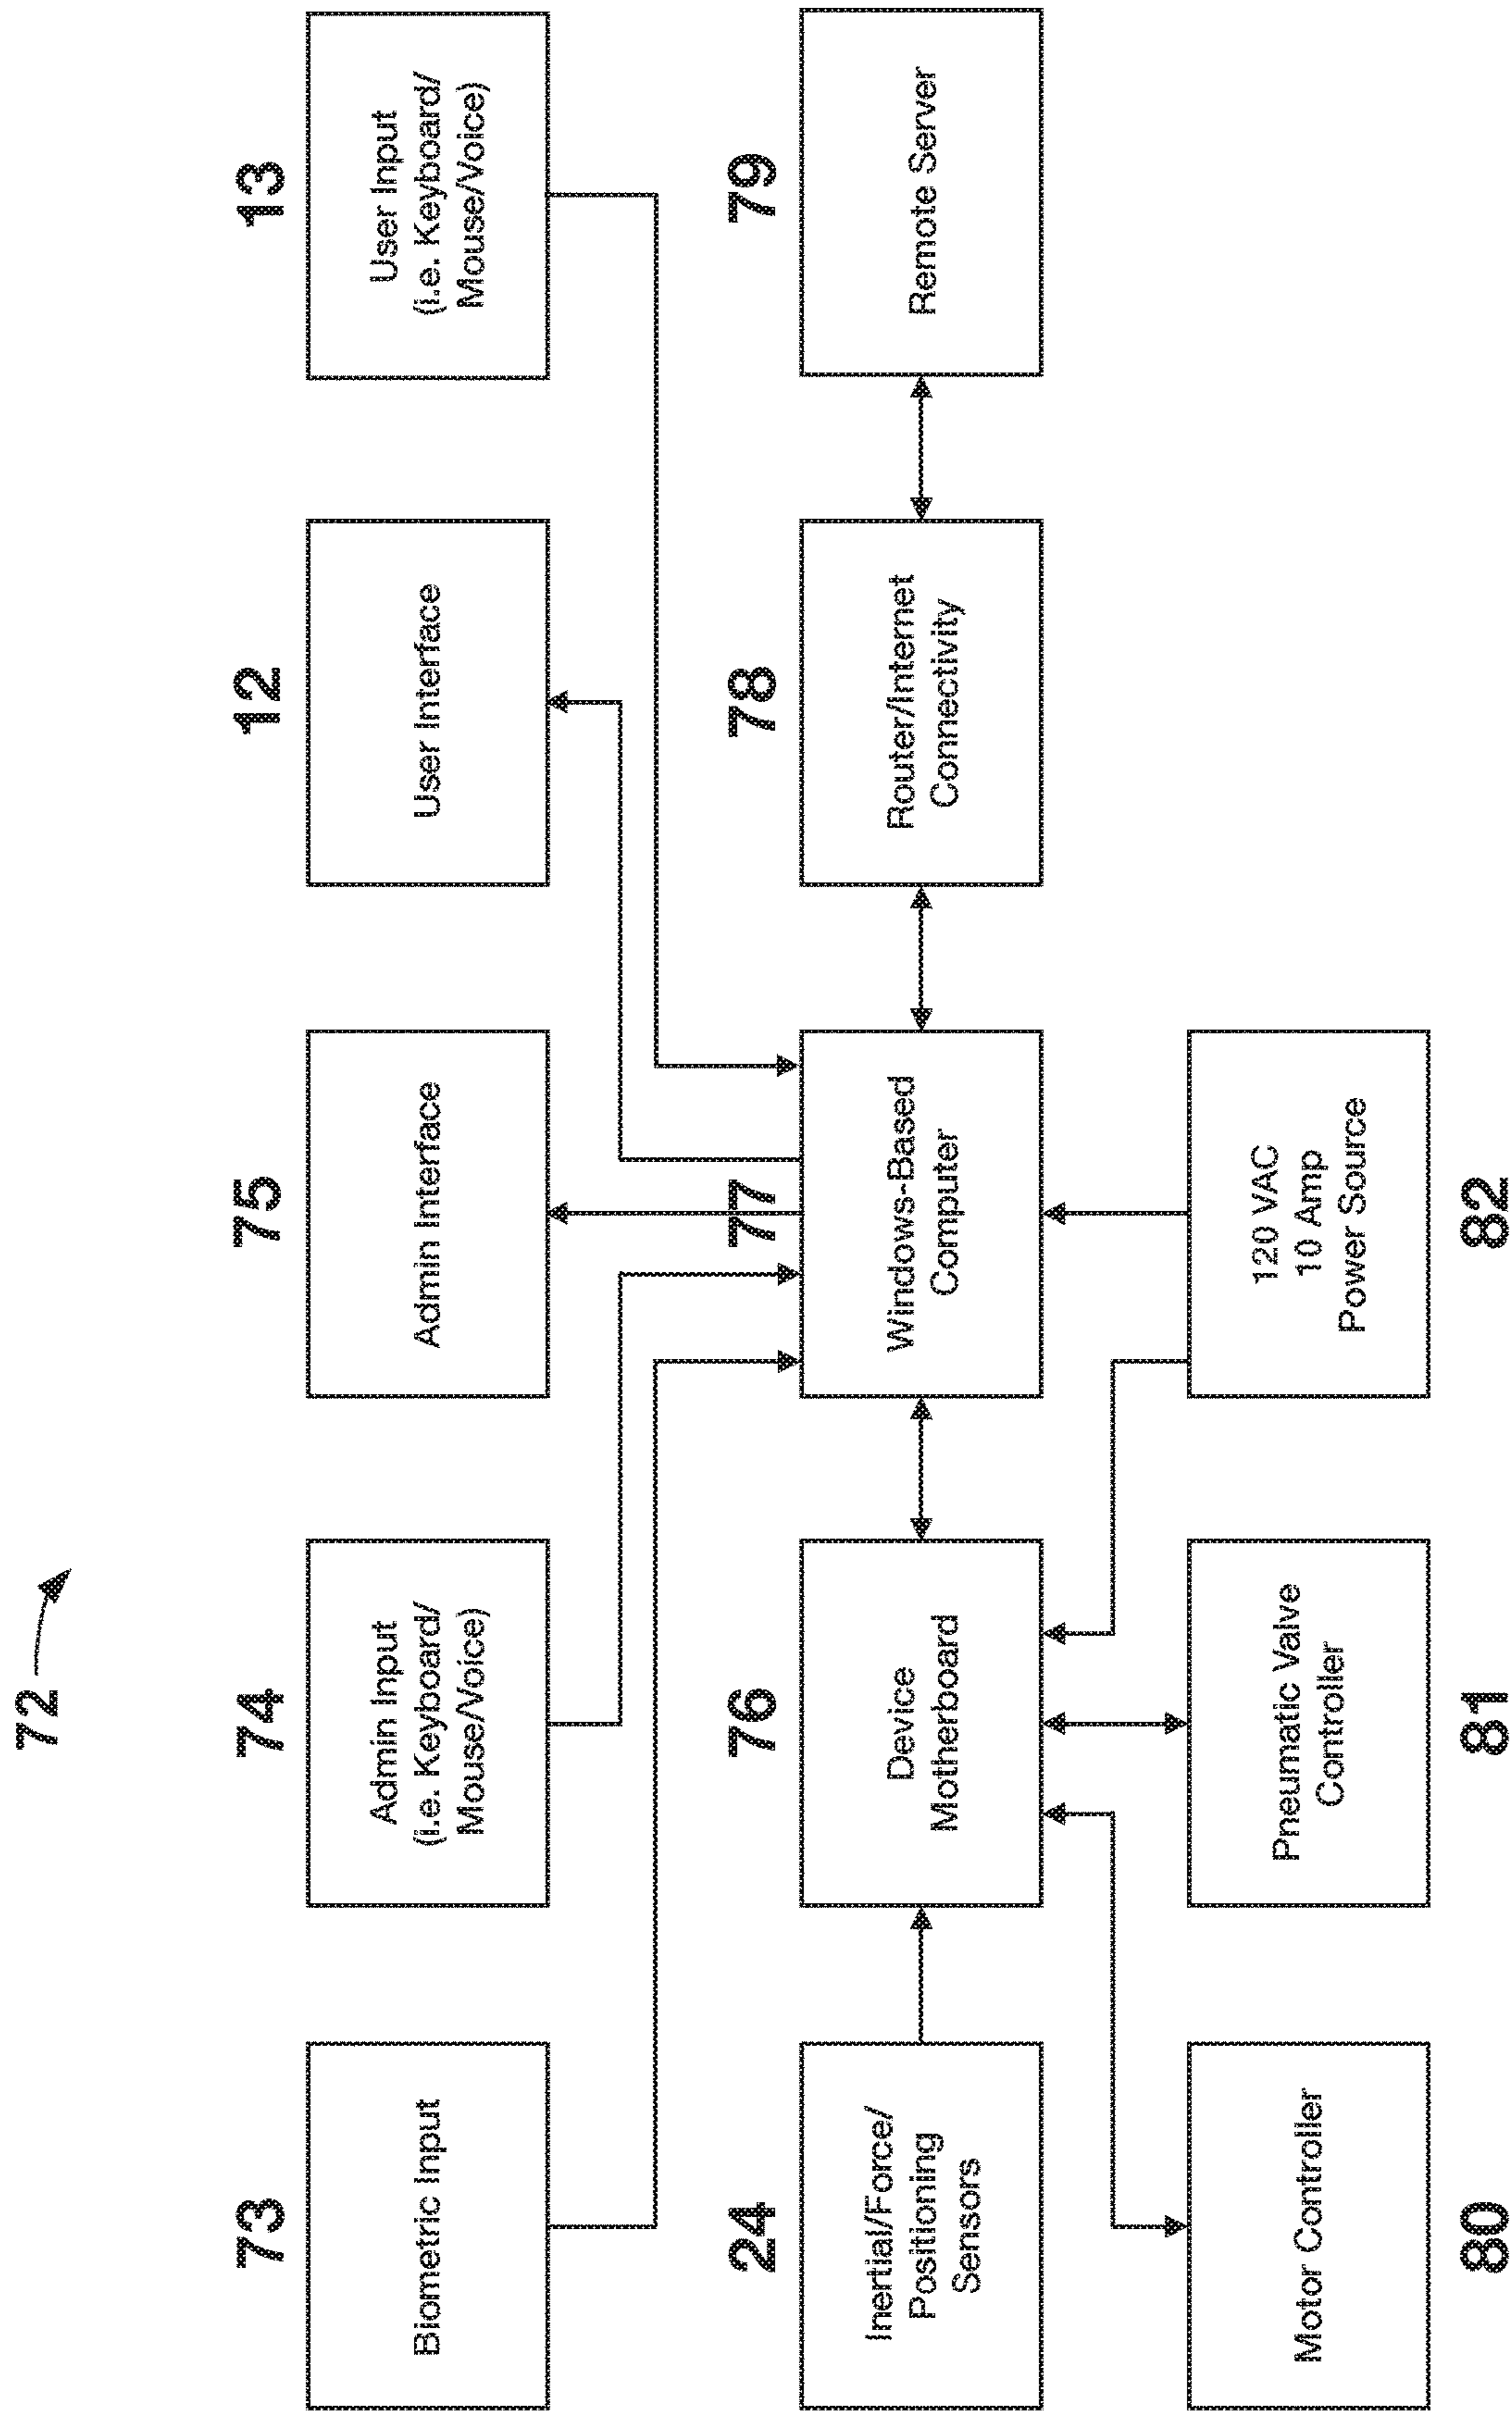 72
73
Biometric Input
74
Admin Input
(i.e. Keyboard/
Mouse/Voice)
75
Admin Interface
12
User Interface
13
User Input
(i.e. Keyboard/
Mouse/Voice)
24
Inertial/Force/
Positioning
Sensors
76
Device
Motherboard
77
Windows-Based
Computer
78
Router/Internet
Connectivity
79
Remote Server
Motor Controller
80
Pneumatic Valve
Controller
81
120 VAC
10 Amp
Power Source
82